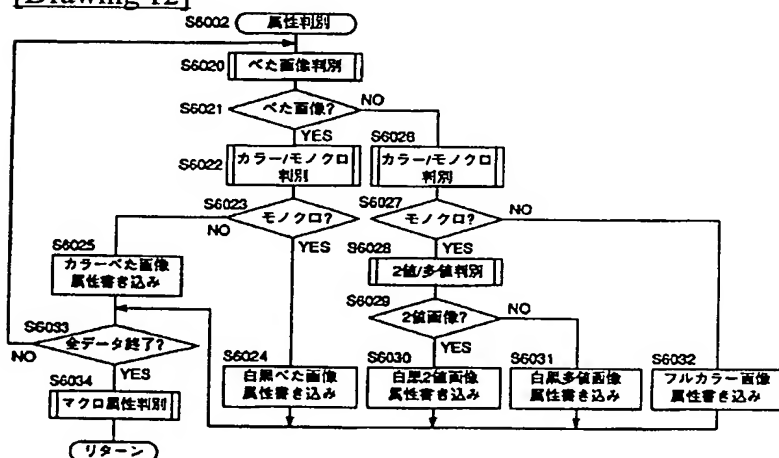 [Drawing 12]
S6002
属性判別
S6020
べた画像判別
S6021
べた画像?
NO
YES
S6022
カラー/モノクロ
判別
S6026
カラー/モノクロ
判別
S6023
モノクロ?
NO
YES
S6027
モノクロ?
NO
YES
S6025
カラーべた画像
属性書き込み
S6028
2値/多値判別
S6029
2値画像?
NO
YES
S6033
全データ終了?
NO
YES
S6024
白黒べた画像
属性書き込み
S6030
白黒2値画像
属性書き込み
S6031
白黒多値画像
属性書き込み
S6032
フルカラー画像
属性書き込み
S6034
マクロ属性判別
リターン